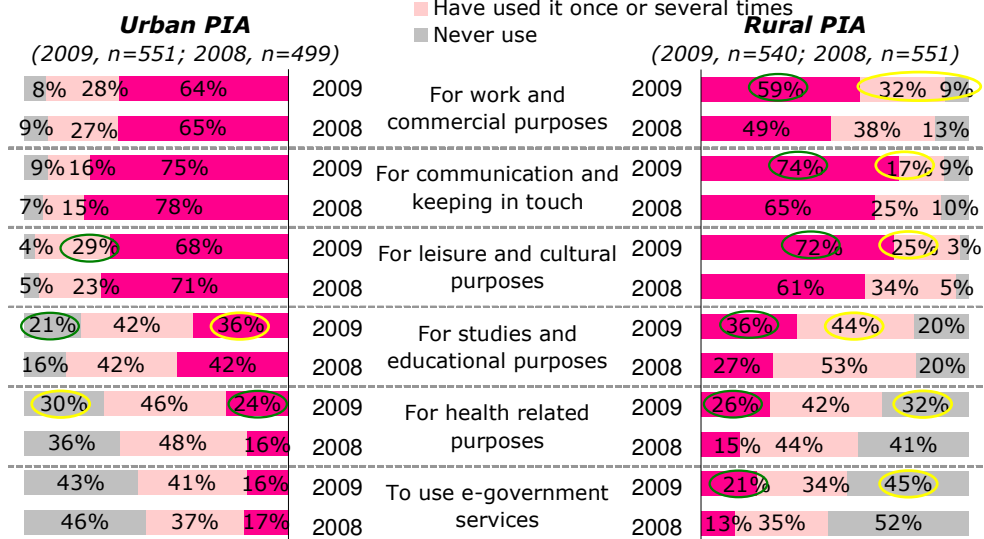 Have used it once or several times
Never use
Urban PIA
(2009, n=551; 2008, n=499)
Rural PIA
(2009, n=540; 2008, n=551)
8% 28% 64% 2009 For work and 59% 32% 9%
9% 27% 65% 2008 commercial purposes 2008 49% 38% 13%
9% 16% 75% 2009 For communication and 2009 74% 17% 9%
7% 15% 78% 2008 keeping in touch 2008 65% 25% 10%
4% 29% 68% 2009 For leisure and cultural 2009 72% 25% 3%
5% 23% 71% 2008 purposes 2008 61% 34% 5%
21% 42% 36% 2009 For studies and 2009 36% 44% 20%
16% 42% 42% 2008 educational purposes 2008 27% 53% 20%
30% 46% 24% 2009 For health related 2009 26% 42% 32%
36% 48% 16% 2008 purposes 2008 15% 44% 41%
43% 41% 16% 2009 To use e-government 2009 21% 34% 45%
46% 37% 17% 2008 services 2008 13% 35% 52%